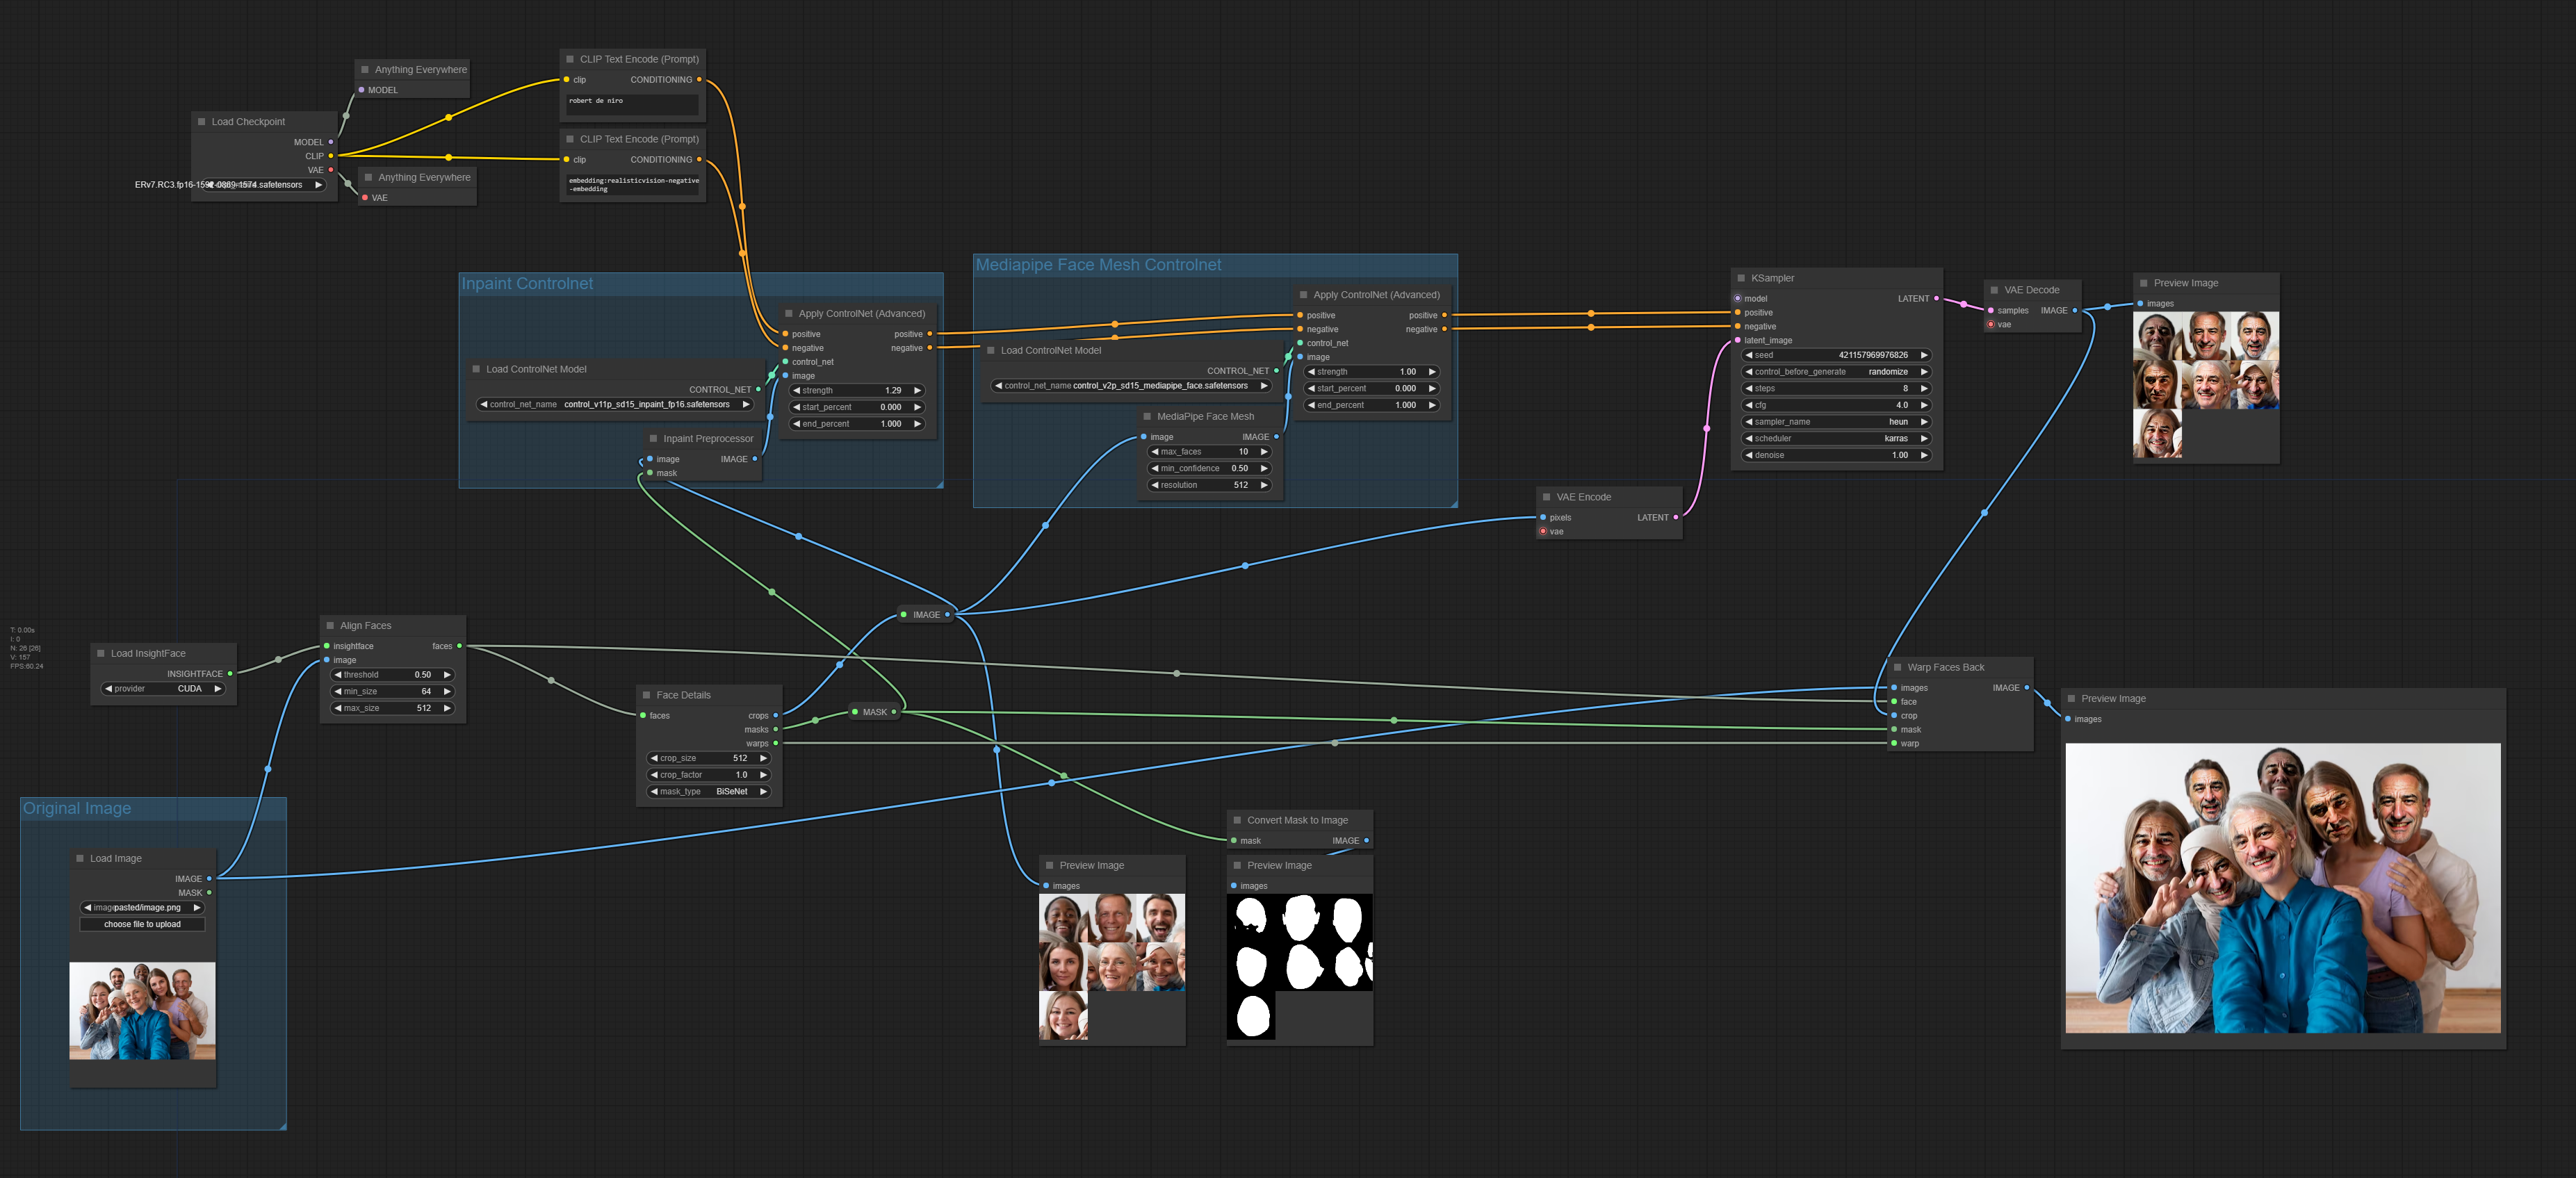 Anything Everywhere
MODEL
Load Checkpoint
MODEL
CLIP
VAE
Anything Everywhere
VAE
CLIP Text Encode (Prompt)
clip CONDITIONING
robert de niro
CLIP Text Encode (Prompt)
clip CONDITIONING
embedding:realisticvision-negative
-embedding
Inpaint Controlnet
Load ControlNet Model
CONTROL_NET
control_net_name control_v11p_sd15_inpaint_fp16.safetensors
Inpaint Preprocessor
image IMAGE
mask
Apply ControlNet (Advanced)
positive positive
negative negative
control_net
image
strength 1.29
start_percent 0.000
end_percent 1.000
Mediapipe Face Mesh Controlnet
Load ControlNet Model
CONTROL_NET
control_net_name control_v2p_sd15_mediapipe_face.safetensors
MediaPipe Face Mesh
image IMAGE
max_faces 10
min_confidence 0.50
resolution 512
Apply ControlNet (Advanced)
positive positive
negative negative
control_net
image
strength 1.00
start_percent 0.000
end_percent 1.000
KSampler
model LATENT
positive
negative
latent_image
seed 421157969976826
control_before_generate randomize
steps 8
cfg 4.0
sampler_name heun
scheduler karras
denoise 1.00
VAE Decode
samples IMAGE
vae
Preview Image
images
VAE Encode
pixels LATENT
vae
T: 0.00s
I: 0
N: 26 [26]
V: 157
FPS:60.24
Load InsightFace
INSIGHTFACE
provider CUDA
Align Faces
insightface faces
image
threshold 0.50
min_size 64
max_size 512
Face Details
faces crops
masks
warps
crop_size 512
crop_factor 1.0
mask_type BiSeNet
IMAGE
MASK
Warp Faces Back
images IMAGE
face
crop
mask
warp
Preview Image
images
Original Image
Load Image
IMAGE
MASK
pasted/image.png
choose file to upload
Preview Image
images
Convert Mask to Image
mask IMAGE
Preview Image
images